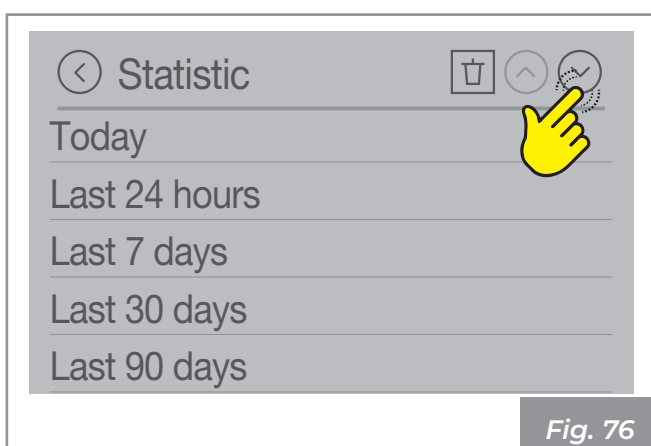 Statistic
Today
Last 24 hours
Last 7 days
Last 30 days
Last 90 days
Fig. 76